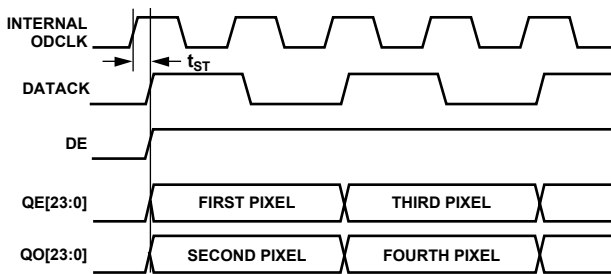 INTERNAL
ODCLK
tST
DATACK
DE
QE[23:0]
FIRST PIXEL
THIRD PIXEL
QO[23:0]
SECOND PIXEL
FOURTH PIXEL